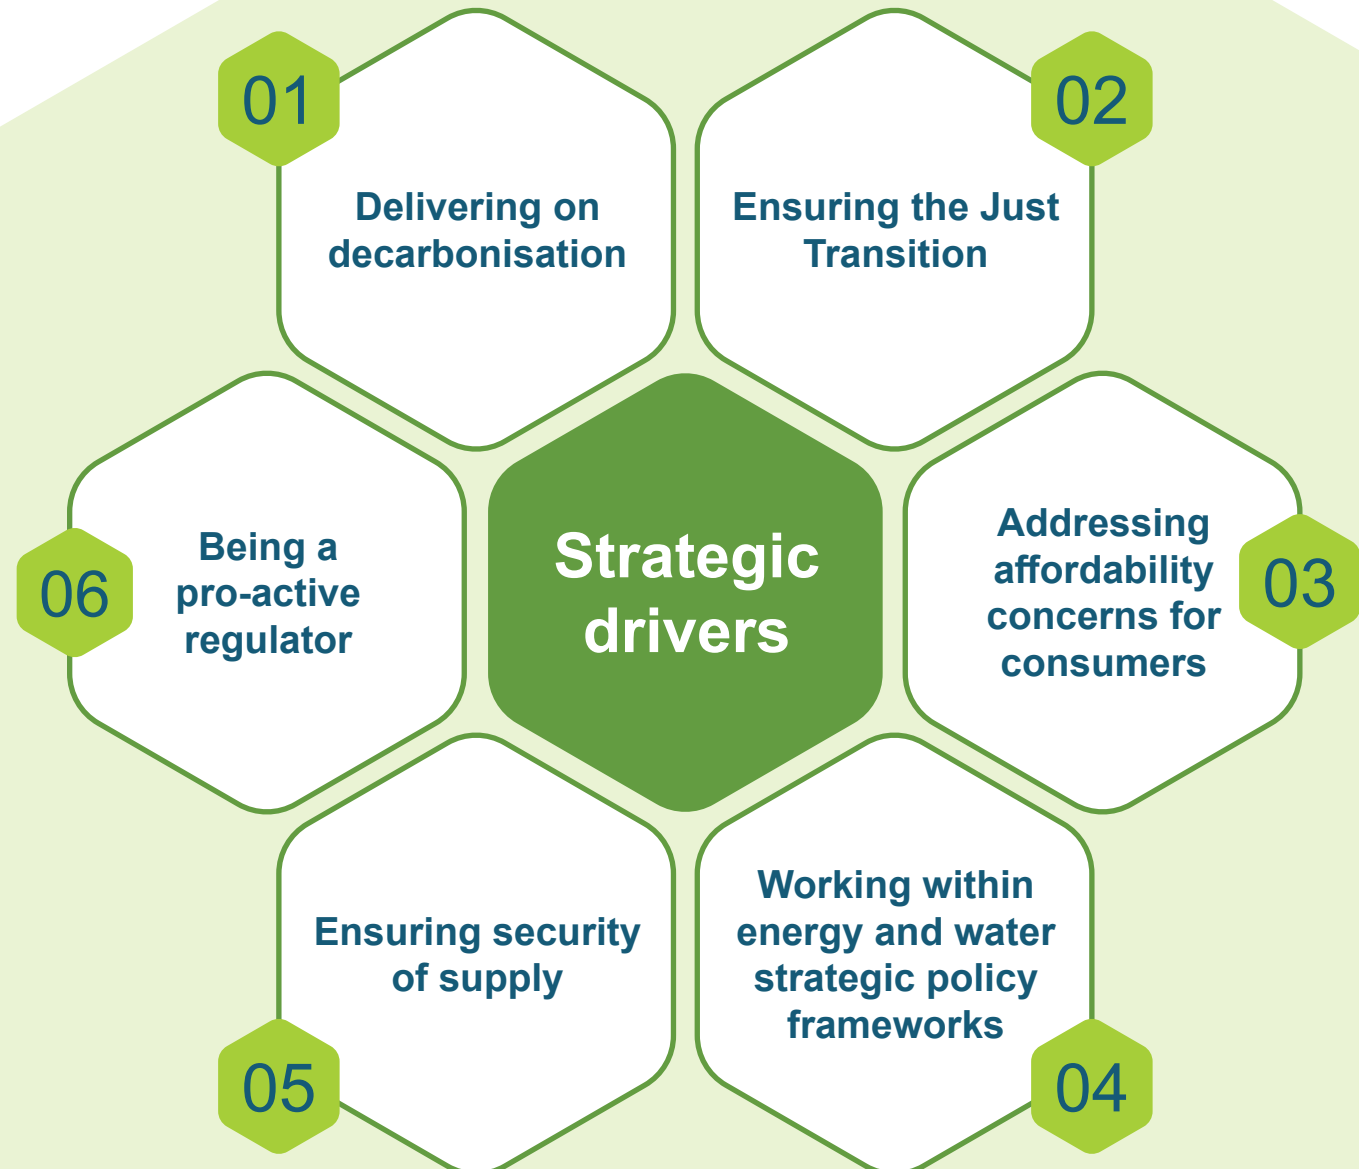 01
Delivering on
decarbonisation
02
Ensuring the Just
Transition
03
Addressing
affordability
concerns for
consumers
04
Working within
energy and water
strategic policy
frameworks
05
Ensuring security
of supply
06
Being a
pro-active
regulator
Strategic
drivers